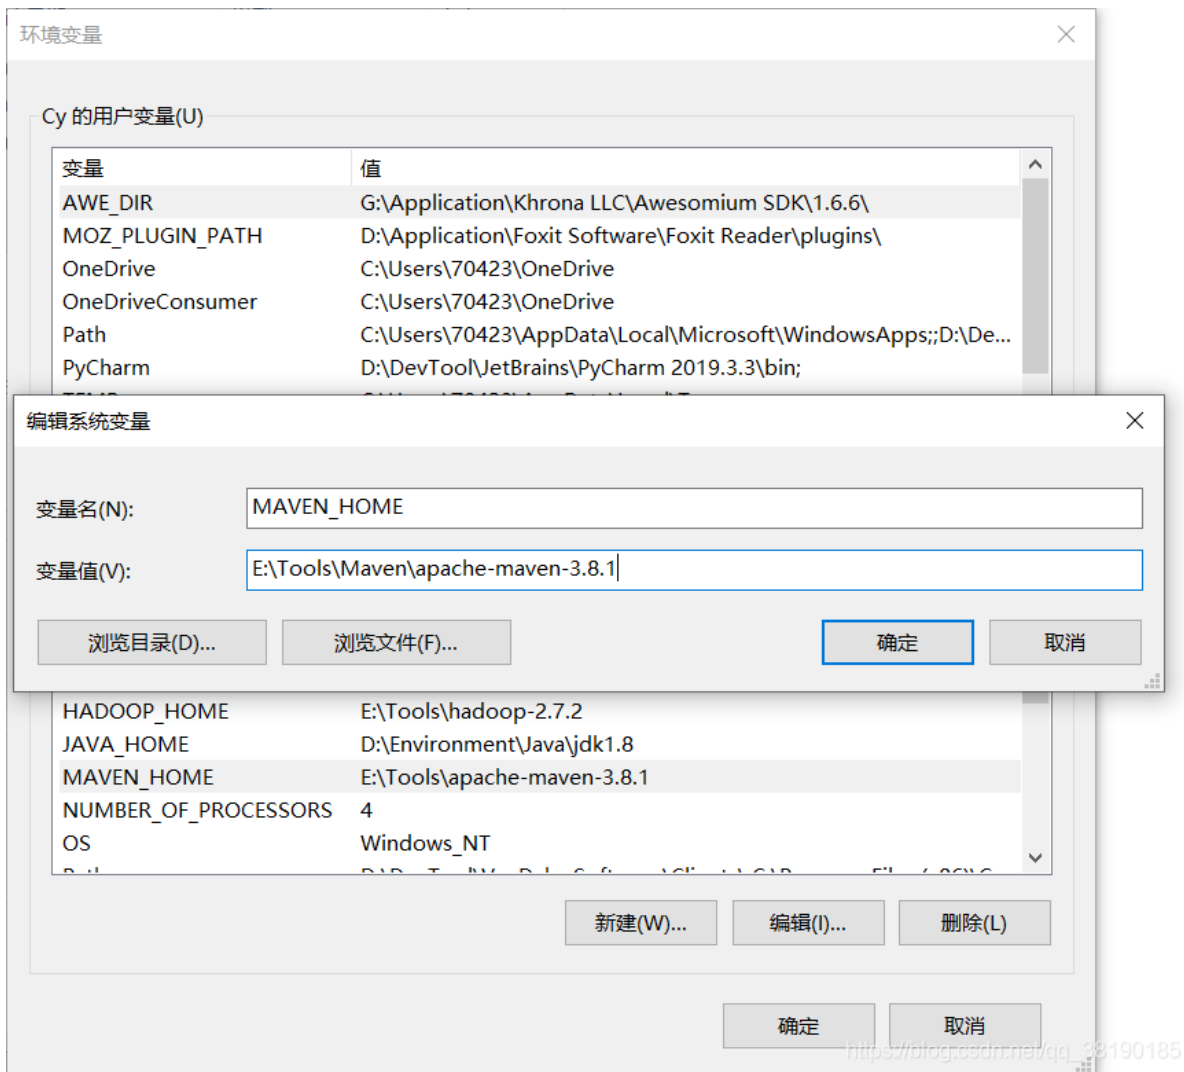 环境变量
Cy 的用户变量(U)
变量 值
AWE_DIR G:\Application\Khrona LLC\Awesomium SDK\1.6.6\
MOZ_PLUGIN_PATH D:\Application\Foxit Software\Foxit Reader\plugins\
OneDrive C:\Users\70423\OneDrive
OneDriveConsumer C:\Users\70423\OneDrive
Path C:\Users\70423\AppData\Local\Microsoft\WindowsApps;;D:\De...
PyCharm D:\DevTool\JetBrains\PyCharm 2019.3.3\bin;
编辑系统变量
变量名(N): MAVEN_HOME
变量值(V): E:\Tools\Maven\apache-maven-3.8.1
浏览目录(D)... 浏览文件(F)... 确定 取消
HADOOP_HOME E:\Tools\hadoop-2.7.2
JAVA_HOME D:\Environment\Java\jdk1.8
MAVEN_HOME E:\Tools\apache-maven-3.8.1
NUMBER_OF_PROCESSORS 4
OS Windows_NT
新建(W)... 编辑(I)... 删除(L)
确定 取消
https://blog.csdn.net/qq_38190185